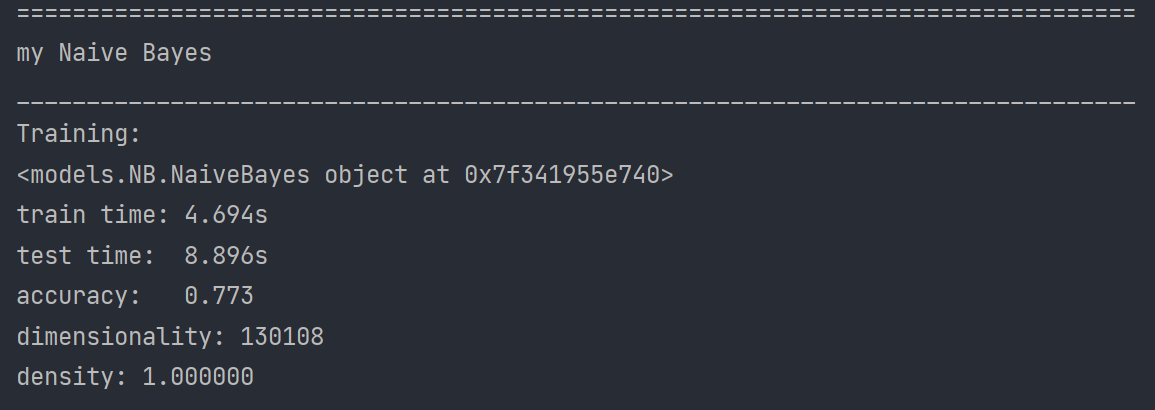 ================================================================================
my Naive Bayes
________________________________________________________________________________
Training:
<models.NB.NaiveBayes object at 0x7f341955e740>
train time: 4.694s
test time:  8.896s
accuracy:   0.773
dimensionality: 130108
density: 1.000000